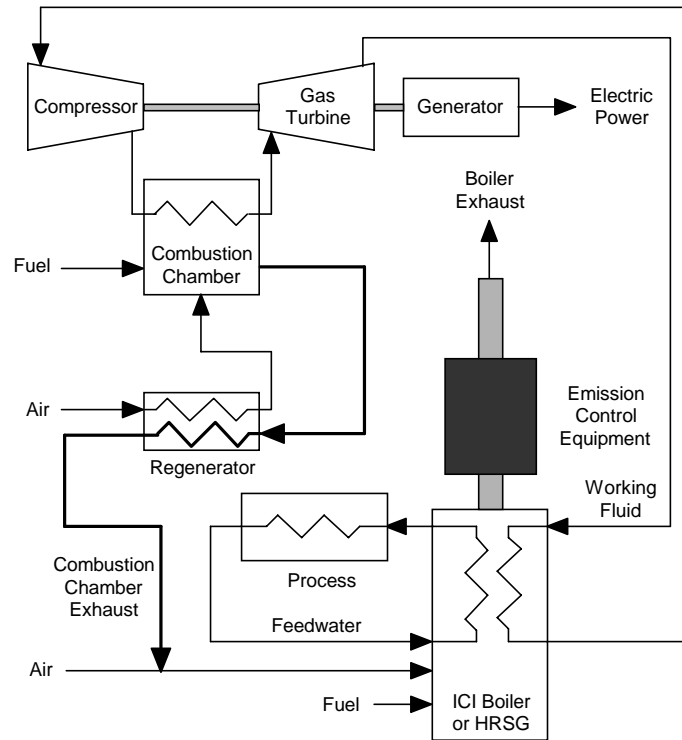 Compressor
Gas
Turbine
Generator
Electric
Power
Boiler
Exhaust
Fuel
Combustion
Chamber
Air
Regenerator
Emission
Control
Equipment
Working
Fluid
Process
Combustion
Chamber
Exhaust
Feedwater
Air
Fuel
ICI Boiler
or HRSG